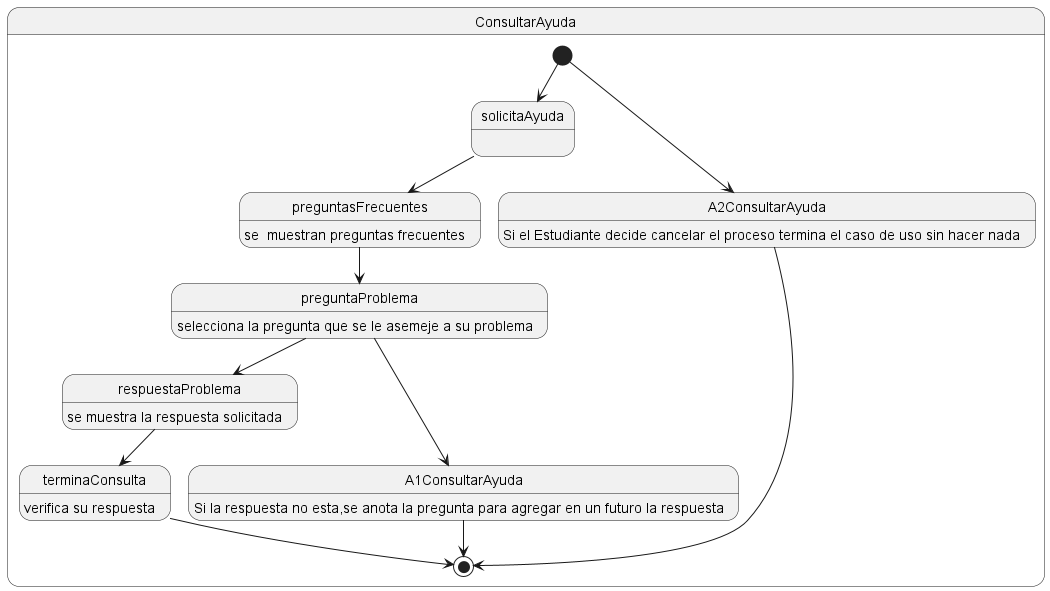 ConsultarAyuda
solicitaAyuda
preguntasFrecuentes
se  muestran preguntas frecuentes
A2ConsultarAyuda
Si el Estudiante decide cancelar el proceso termina el caso de uso sin hacer nada
preguntaProblema
selecciona la pregunta que se le asemeje a su problema
respuestaProblema
se muestra la respuesta solicitada
terminaConsulta
verifica su respuesta
A1ConsultarAyuda
Si la respuesta no esta,se anota la pregunta para agregar en un futuro la respuesta